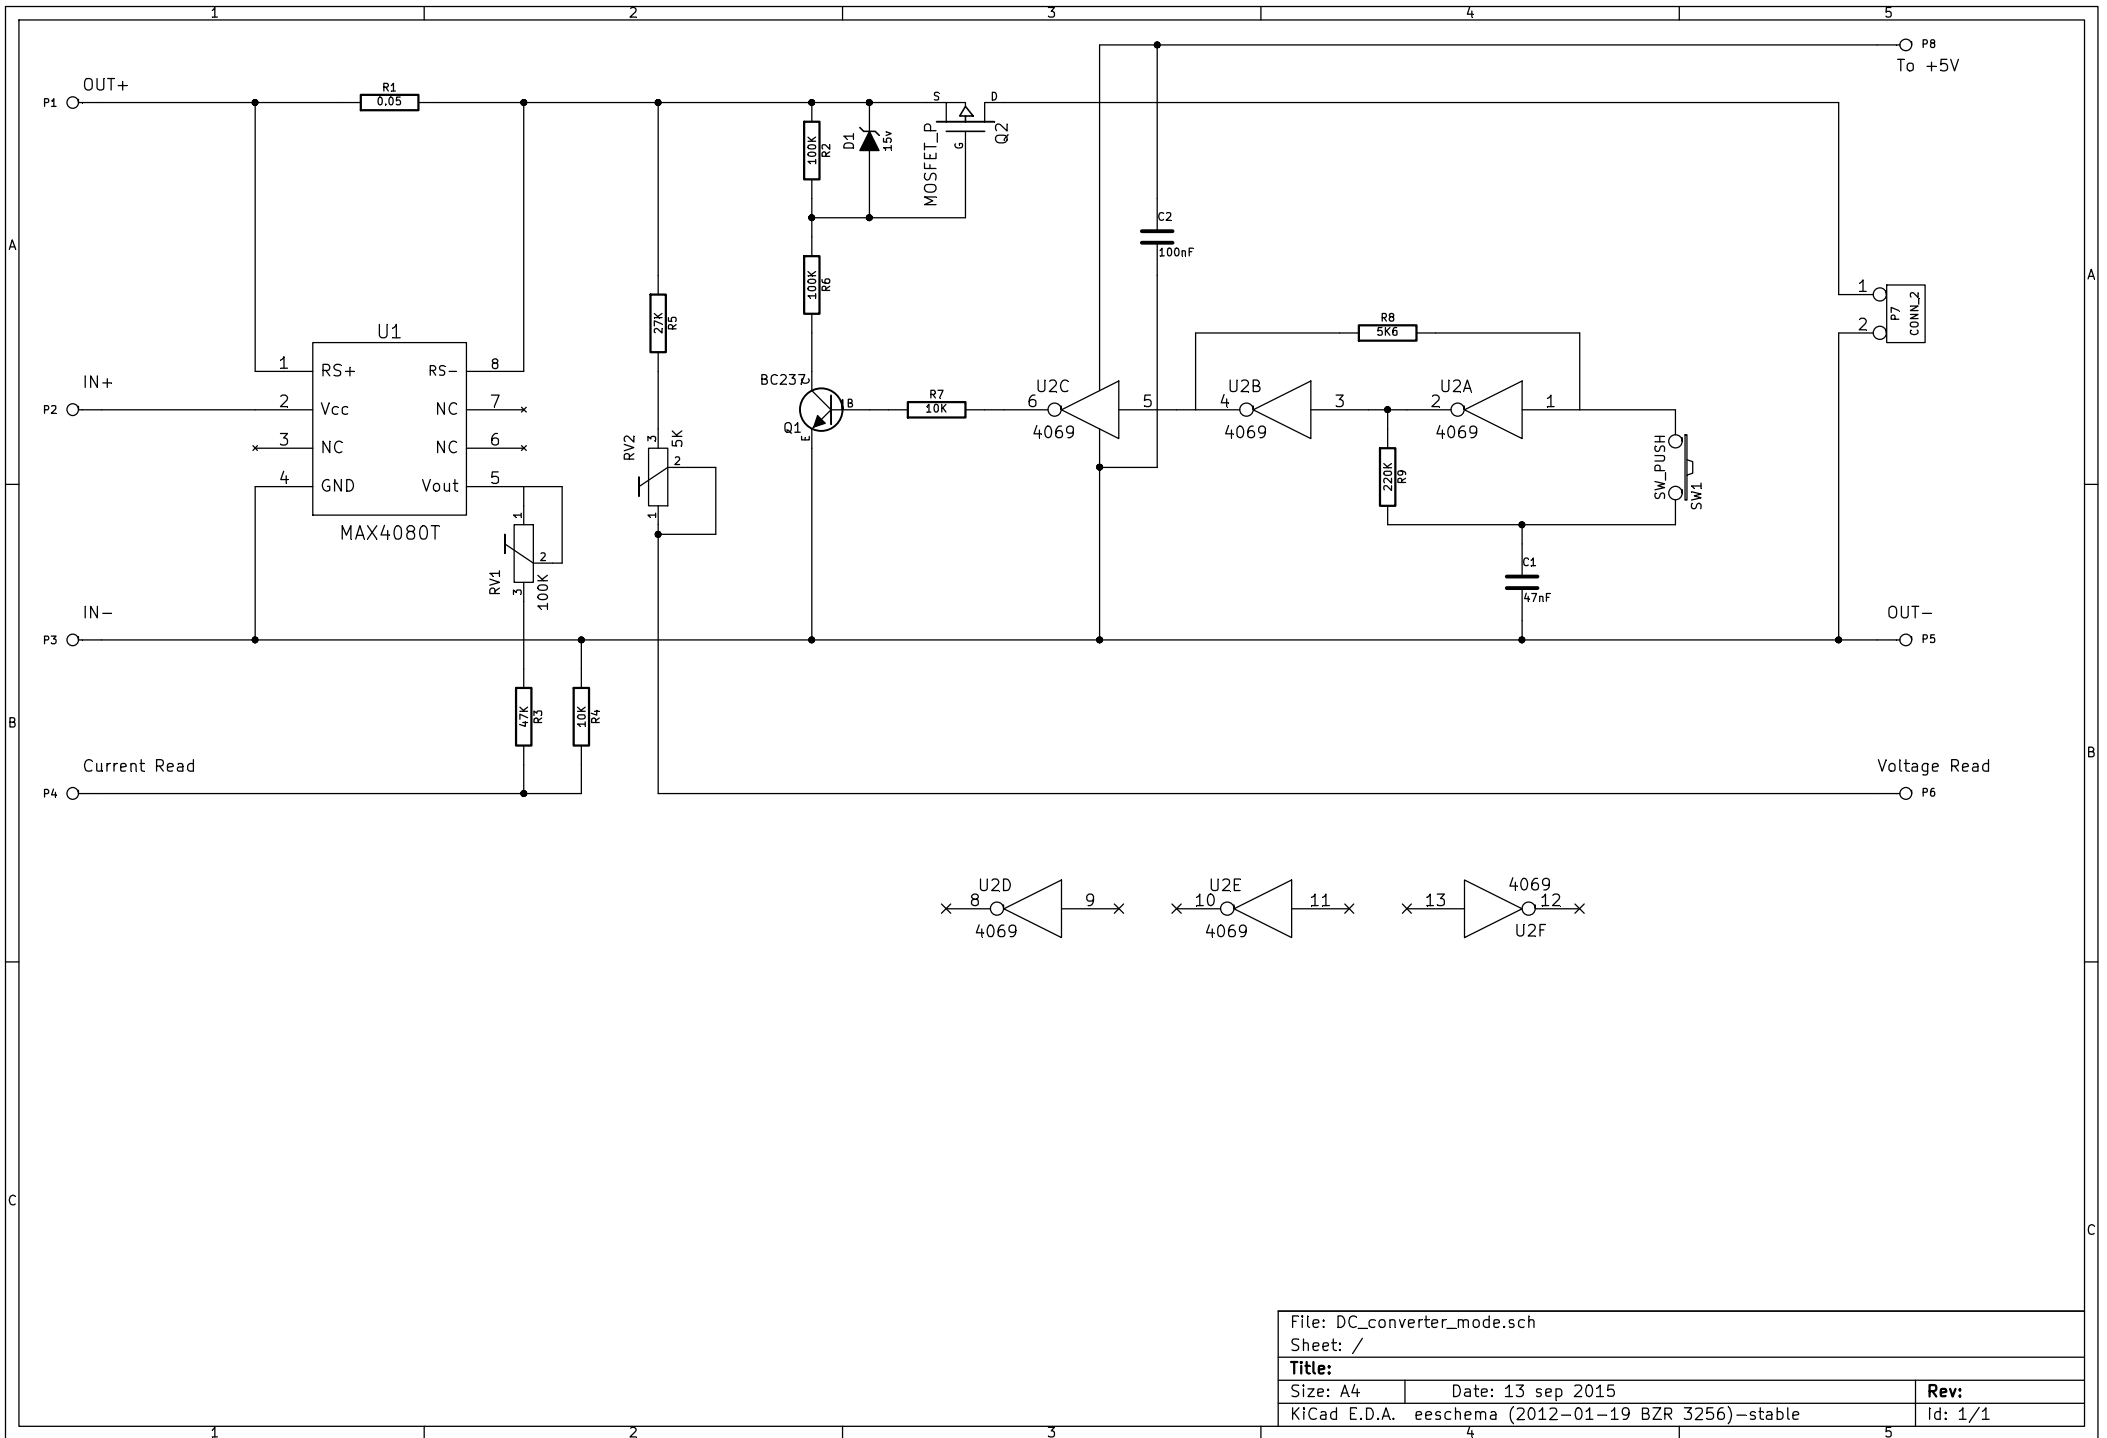 1 2 3 4 5
P8
To +5V
OUT+
P1
R1
0.05
S D
G
Q2
MOSFET_P
D1
15v
100K
R2
C2
100nF
A A
100K
R6
27K
R5
R8
5K6
1
2
P7
CONN_2
U1
1 RS+ RS- 8
2 Vcc NC 7
3 NC NC 6
4 GND Vout 5
MAX4080T
IN+
P2
BC237
C
B
E
Q1
R7
10K
U2C
6 5
4069
U2B
4 3
4069
U2A
2 1
4069
RV2
3
2
1
5K
220K
R9
SW_PUSH
SW1
RV1
1
2
3
100K
C1
47nF
IN-
P3
OUT-
P5
47K
R3
10K
R4
B B
Current Read
P4
Voltage Read
P6
U2D
8 9
4069
U2E
10 11
4069
4069
13 12
U2F
C C
File: DC_converter_mode.sch
Sheet: /
Title:
Size: A4 Date: 13 sep 2015 Rev:
KiCad E.D.A. eeschema (2012-01-19 BZR 3256)-stable Id: 1/1
1 2 3 4 5